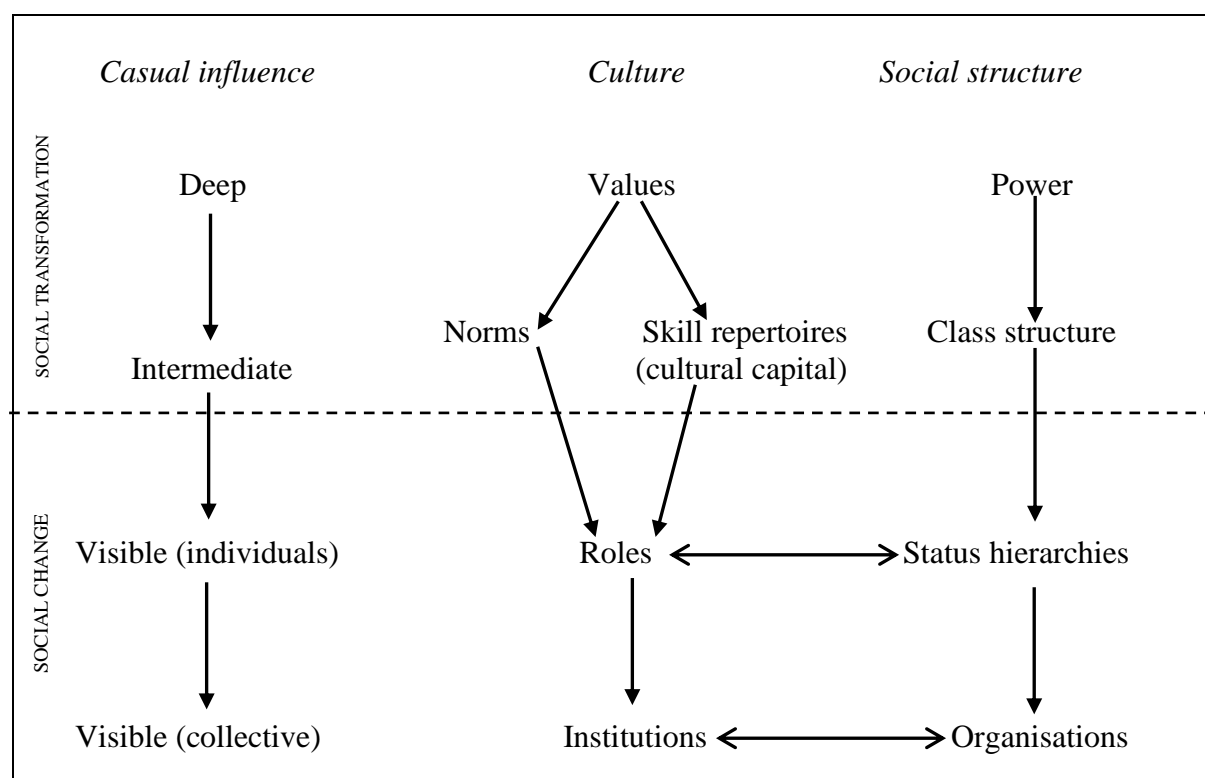 Casual influence
Culture
Social structure
SOCIAL TRANSFORMATION
Deep
Values
Power
Norms
Skill repertoires
(cultural capital)
Class structure
Intermediate
SOCIAL CHANGE
Visible (individuals)
Roles
Status hierarchies
Visible (collective)
Institutions
Organisations